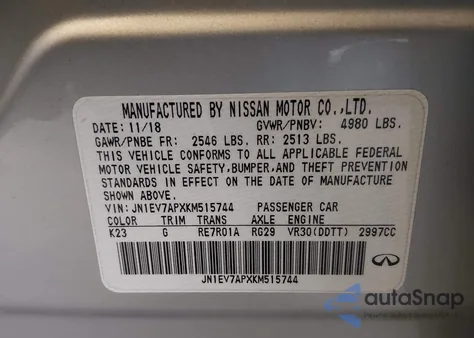 MANUFACTURED BY NISSAN MOTOR CO.,LTD.
DATE: 11/18 GVWR/PNBV: 4980 LBS.
GAWR/PNBE FR: 2546 LBS. RR: 2513 LBS.
THIS VEHICLE CONFORMS TO ALL APPLICABLE FEDERAL
MOTOR VEHICLE SAFETY,BUMPER,AND THEFT PREVENTION
STANDARDS IN EFFECT ON THE DATE OF MANUFACTURE
SHOWN ABOVE.
VIN: JN1EV7APXKM515744 PASSENGER CAR
COLOR TRIM TRANS AXLE ENGINE
K23 G RE7R01A RG29 VR30(DDTT) 2997CC
JN1EV7APXKM515744
INFINITI
autoSnap